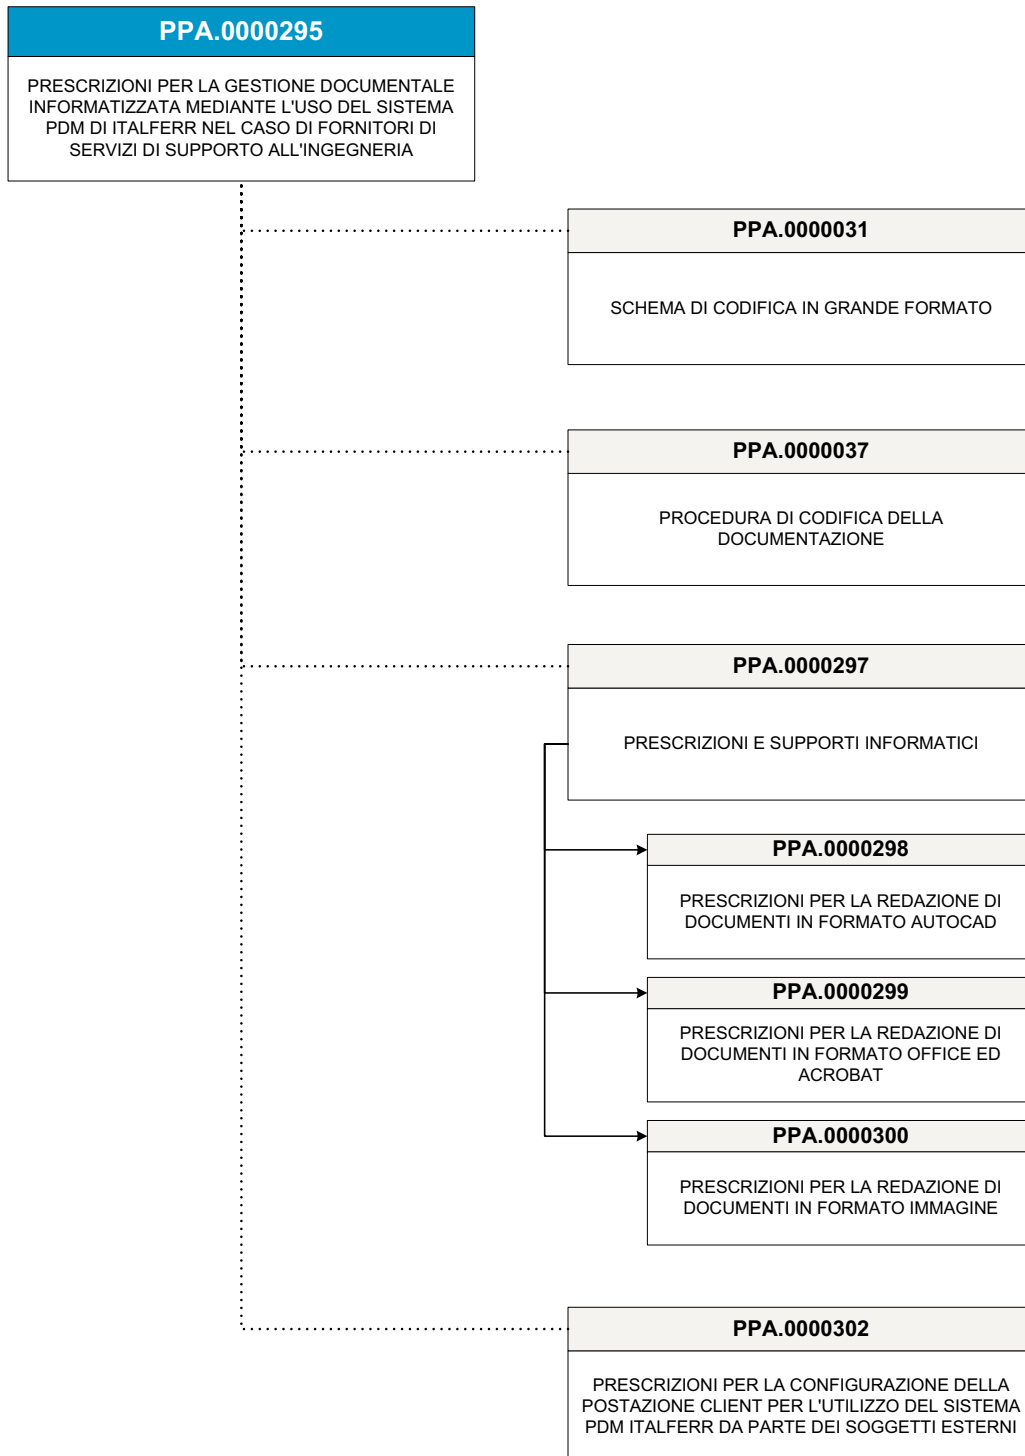 PPA.0000295
PRESCRIZIONI PER LA GESTIONE DOCUMENTALE
INFORMATIZZATA MEDIANTE L'USO DEL SISTEMA
PDM DI ITALFERR NEL CASO DI FORNITORI DI
SERVIZI DI SUPPORTO ALL'INGEGNERIA
PPA.0000031
SCHEMA DI CODIFICA IN GRANDE FORMATO
PPA.0000037
PROCEDURA DI CODIFICA DELLA
DOCUMENTAZIONE
PPA.0000297
PRESCRIZIONI E SUPPORTI INFORMATICI
PPA.0000298
PRESCRIZIONI PER LA REDAZIONE DI
DOCUMENTI IN FORMATO AUTOCAD
PPA.0000299
PRESCRIZIONI PER LA REDAZIONE DI
DOCUMENTI IN FORMATO OFFICE ED
ACROBAT
PPA.0000300
PRESCRIZIONI PER LA REDAZIONE DI
DOCUMENTI IN FORMATO IMMAGINE
PPA.0000302
PRESCRIZIONI PER LA CONFIGURAZIONE DELLA
POSTAZIONE CLIENT PER L'UTILIZZO DEL SISTEMA
PDM ITALFERR DA PARTE DEI SOGGETTI ESTERNI